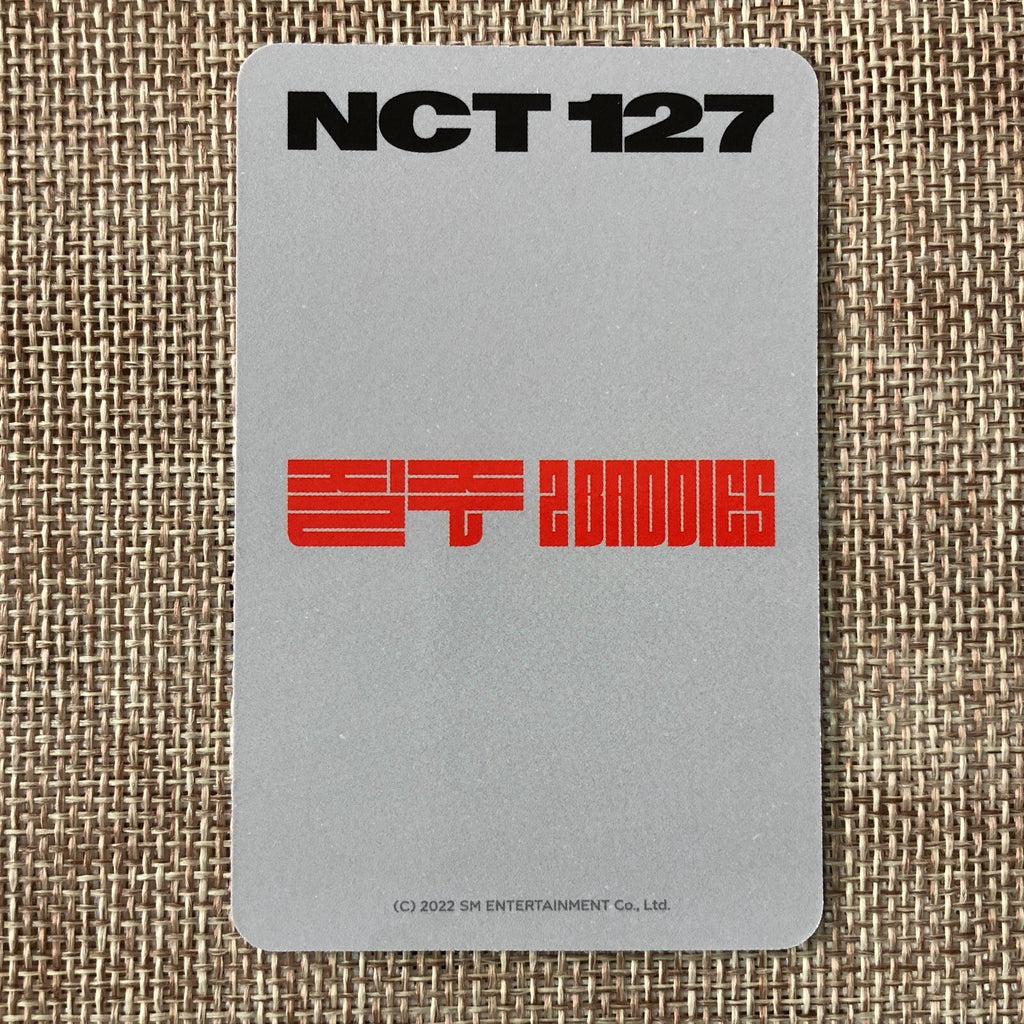 NCT 127
질주 2 BADDIES
(C) 2022 SM ENTERTAINMENT Co., Ltd.